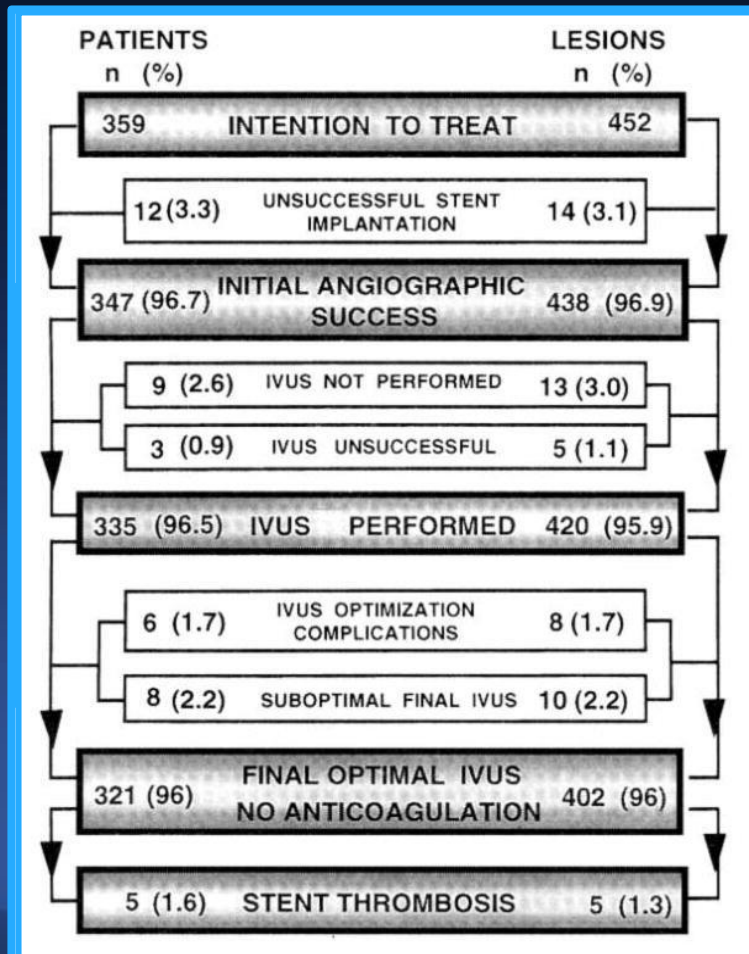 PATIENTS LESIONS
n (%) n (%)
359 INTENTION TO TREAT 452
12 (3.3) UNSUCCESSFUL STENT IMPLANTATION 14 (3.1)
347 (96.7) INITIAL ANGIOGRAPHIC SUCCESS 438 (96.9)
9 (2.6) IVUS NOT PERFORMED 13 (3.0)
3 (0.9) IVUS UNSUCCESSFUL 5 (1.1)
335 (96.5) IVUS PERFORMED 420 (95.9)
6 (1.7) IVUS OPTIMIZATION COMPLICATIONS 8 (1.7)
8 (2.2) SUBOPTIMAL FINAL IVUS 10 (2.2)
321 (96) FINAL OPTIMAL IVUS NO ANTICOAGULATION 402 (96)
5 (1.6) STENT THROMBOSIS 5 (1.3)